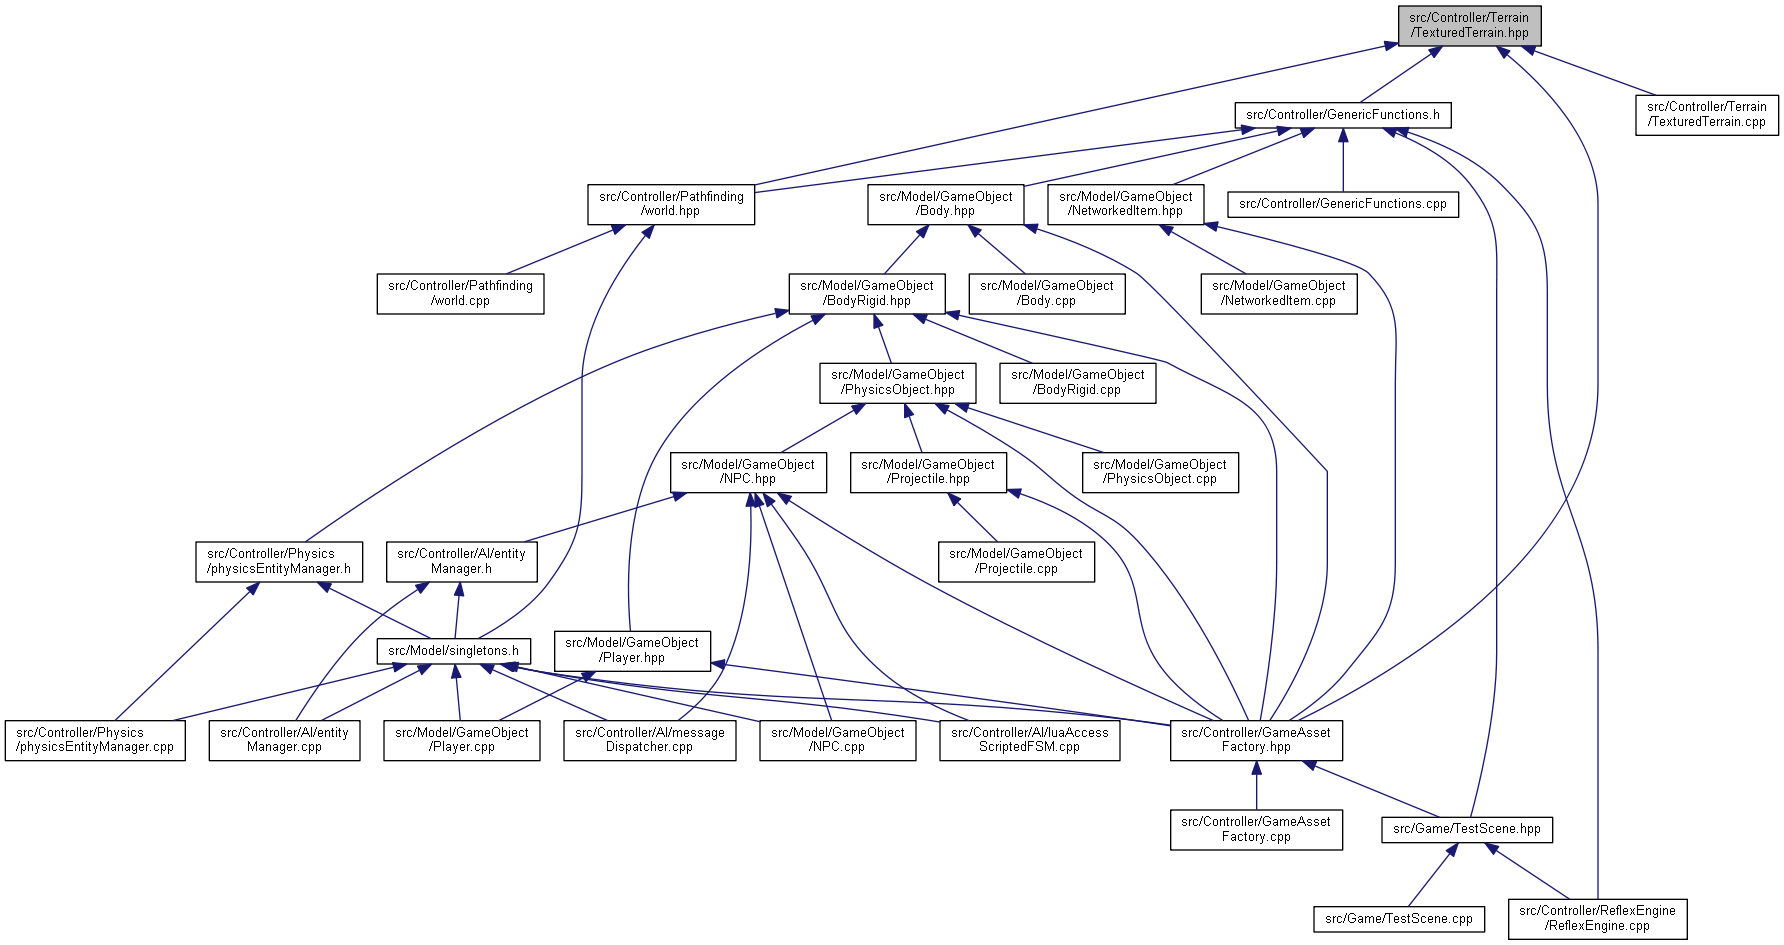 src/Controller/Terrain
/TexturedTerrain.hpp
src/Controller/GenericFunctions.h
src/Controller/Terrain
/TexturedTerrain.cpp
src/Controller/Pathfinding
/world.hpp
src/Model/GameObject
/Body.hpp
src/Model/GameObject
/NetworkedItem.hpp
src/Controller/GenericFunctions.cpp
src/Controller/Pathfinding
/world.cpp
src/Model/GameObject
/BodyRigid.hpp
src/Model/GameObject
/Body.cpp
src/Model/GameObject
/NetworkedItem.cpp
src/Model/GameObject
/PhysicsObject.hpp
src/Model/GameObject
/BodyRigid.cpp
src/Model/GameObject
/NPC.hpp
src/Model/GameObject
/Projectile.hpp
src/Model/GameObject
/PhysicsObject.cpp
src/Controller/Physics
/physicsEntityManager.h
src/Controller/AI/entity
Manager.h
src/Model/GameObject
/Projectile.cpp
src/Model/singletons.h
src/Model/GameObject
/Player.hpp
src/Controller/Physics
/physicsEntityManager.cpp
src/Controller/AI/entity
Manager.cpp
src/Model/GameObject
/Player.cpp
src/Controller/AI/message
Dispatcher.cpp
src/Model/GameObject
/NPC.cpp
src/Controller/AI/luaAccess
ScriptedFSM.cpp
src/Controller/GameAsset
Factory.hpp
src/Controller/GameAsset
Factory.cpp
src/Game/TestScene.hpp
src/Game/TestScene.cpp
src/Controller/ReflexEngine
/ReflexEngine.cpp